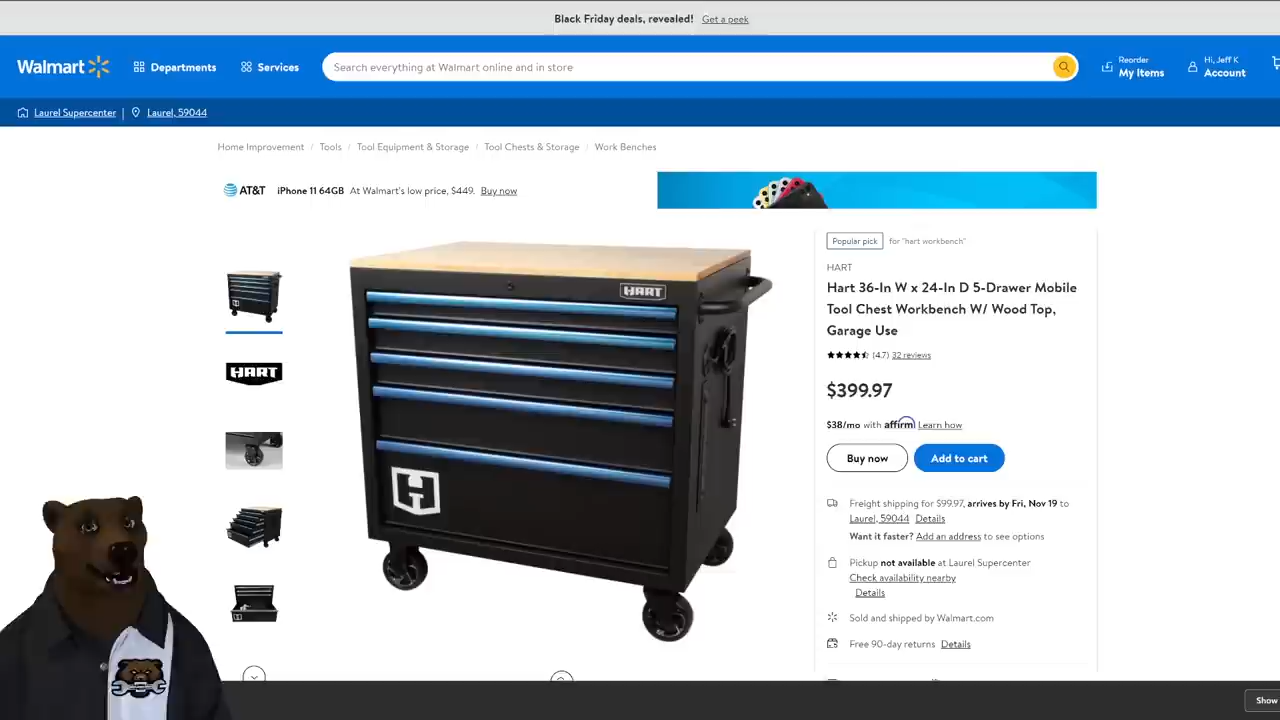 Black Friday deals, revealed! Get a peek
Walmart
Departments
Services
Search everything at Walmart online and in store
Reorder
My Items
Hi, Jeff K
Account
Laurel Supercenter
Laurel, 59044
Home Improvement / Tools / Tool Equipment & Storage / Tool Chests & Storage / Work Benches
AT&T iPhone 11 64GB At Walmart's low price, $449. Buy now
HART
HART
Popular pick for "hart workbench"
HART
Hart 36-In W x 24-In D 5-Drawer Mobile
Tool Chest Workbench W/ Wood Top,
Garage Use
(4.7) 32 reviews
$399.97
$38/mo with affirm Learn how
Buy now
Add to cart
Freight shipping for $99.97, arrives by Fri, Nov 19 to
Laurel, 59044 Details
Want it faster? Add an address to see options
Pickup not available at Laurel Supercenter
Check availability nearby
Details
Sold and shipped by Walmart.com
Free 90-day returns Details
Show